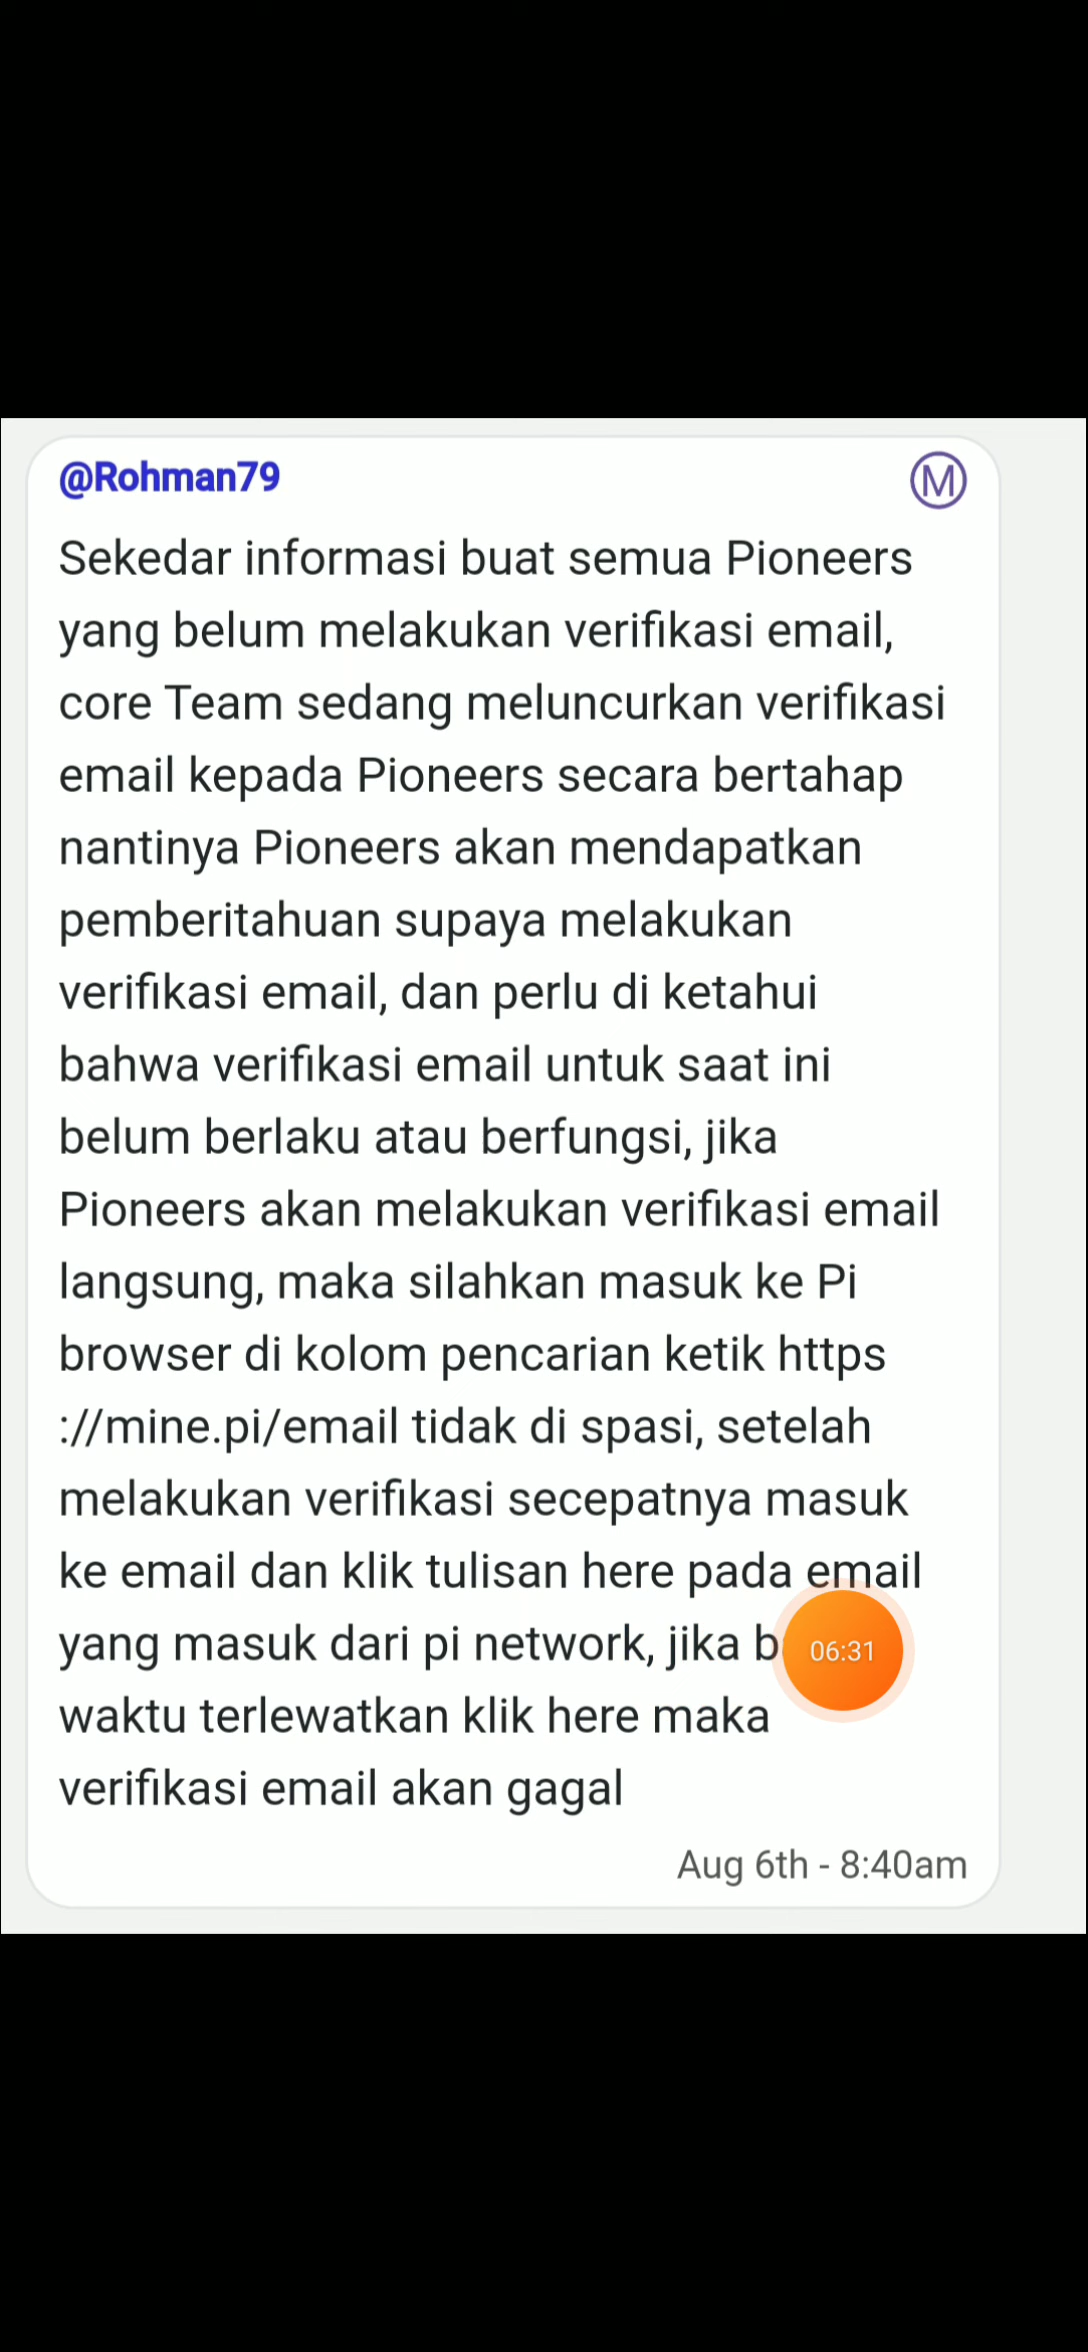 @Rohman79
M
Sekedar informasi buat semua Pioneers
yang belum melakukan verifikasi email,
core Team sedang meluncurkan verifikasi
email kepada Pioneers secara bertahap
nantinya Pioneers akan mendapatkan
pemberitahuan supaya melakukan
verifikasi email, dan perlu di ketahui
bahwa verifikasi email untuk saat ini
belum berlaku atau berfungsi, jika
Pioneers akan melakukan verifikasi email
langsung, maka silahkan masuk ke Pi
browser di kolom pencarian ketik https
://mine.pi/email tidak di spasi, setelah
melakukan verifikasi secepatnya masuk
ke email dan klik tulisan here pada email
yang masuk dari pi network, jika
06:31
waktu terlewatkan klik here maka
verifikasi email akan gagal
Aug 6th - 8:40am